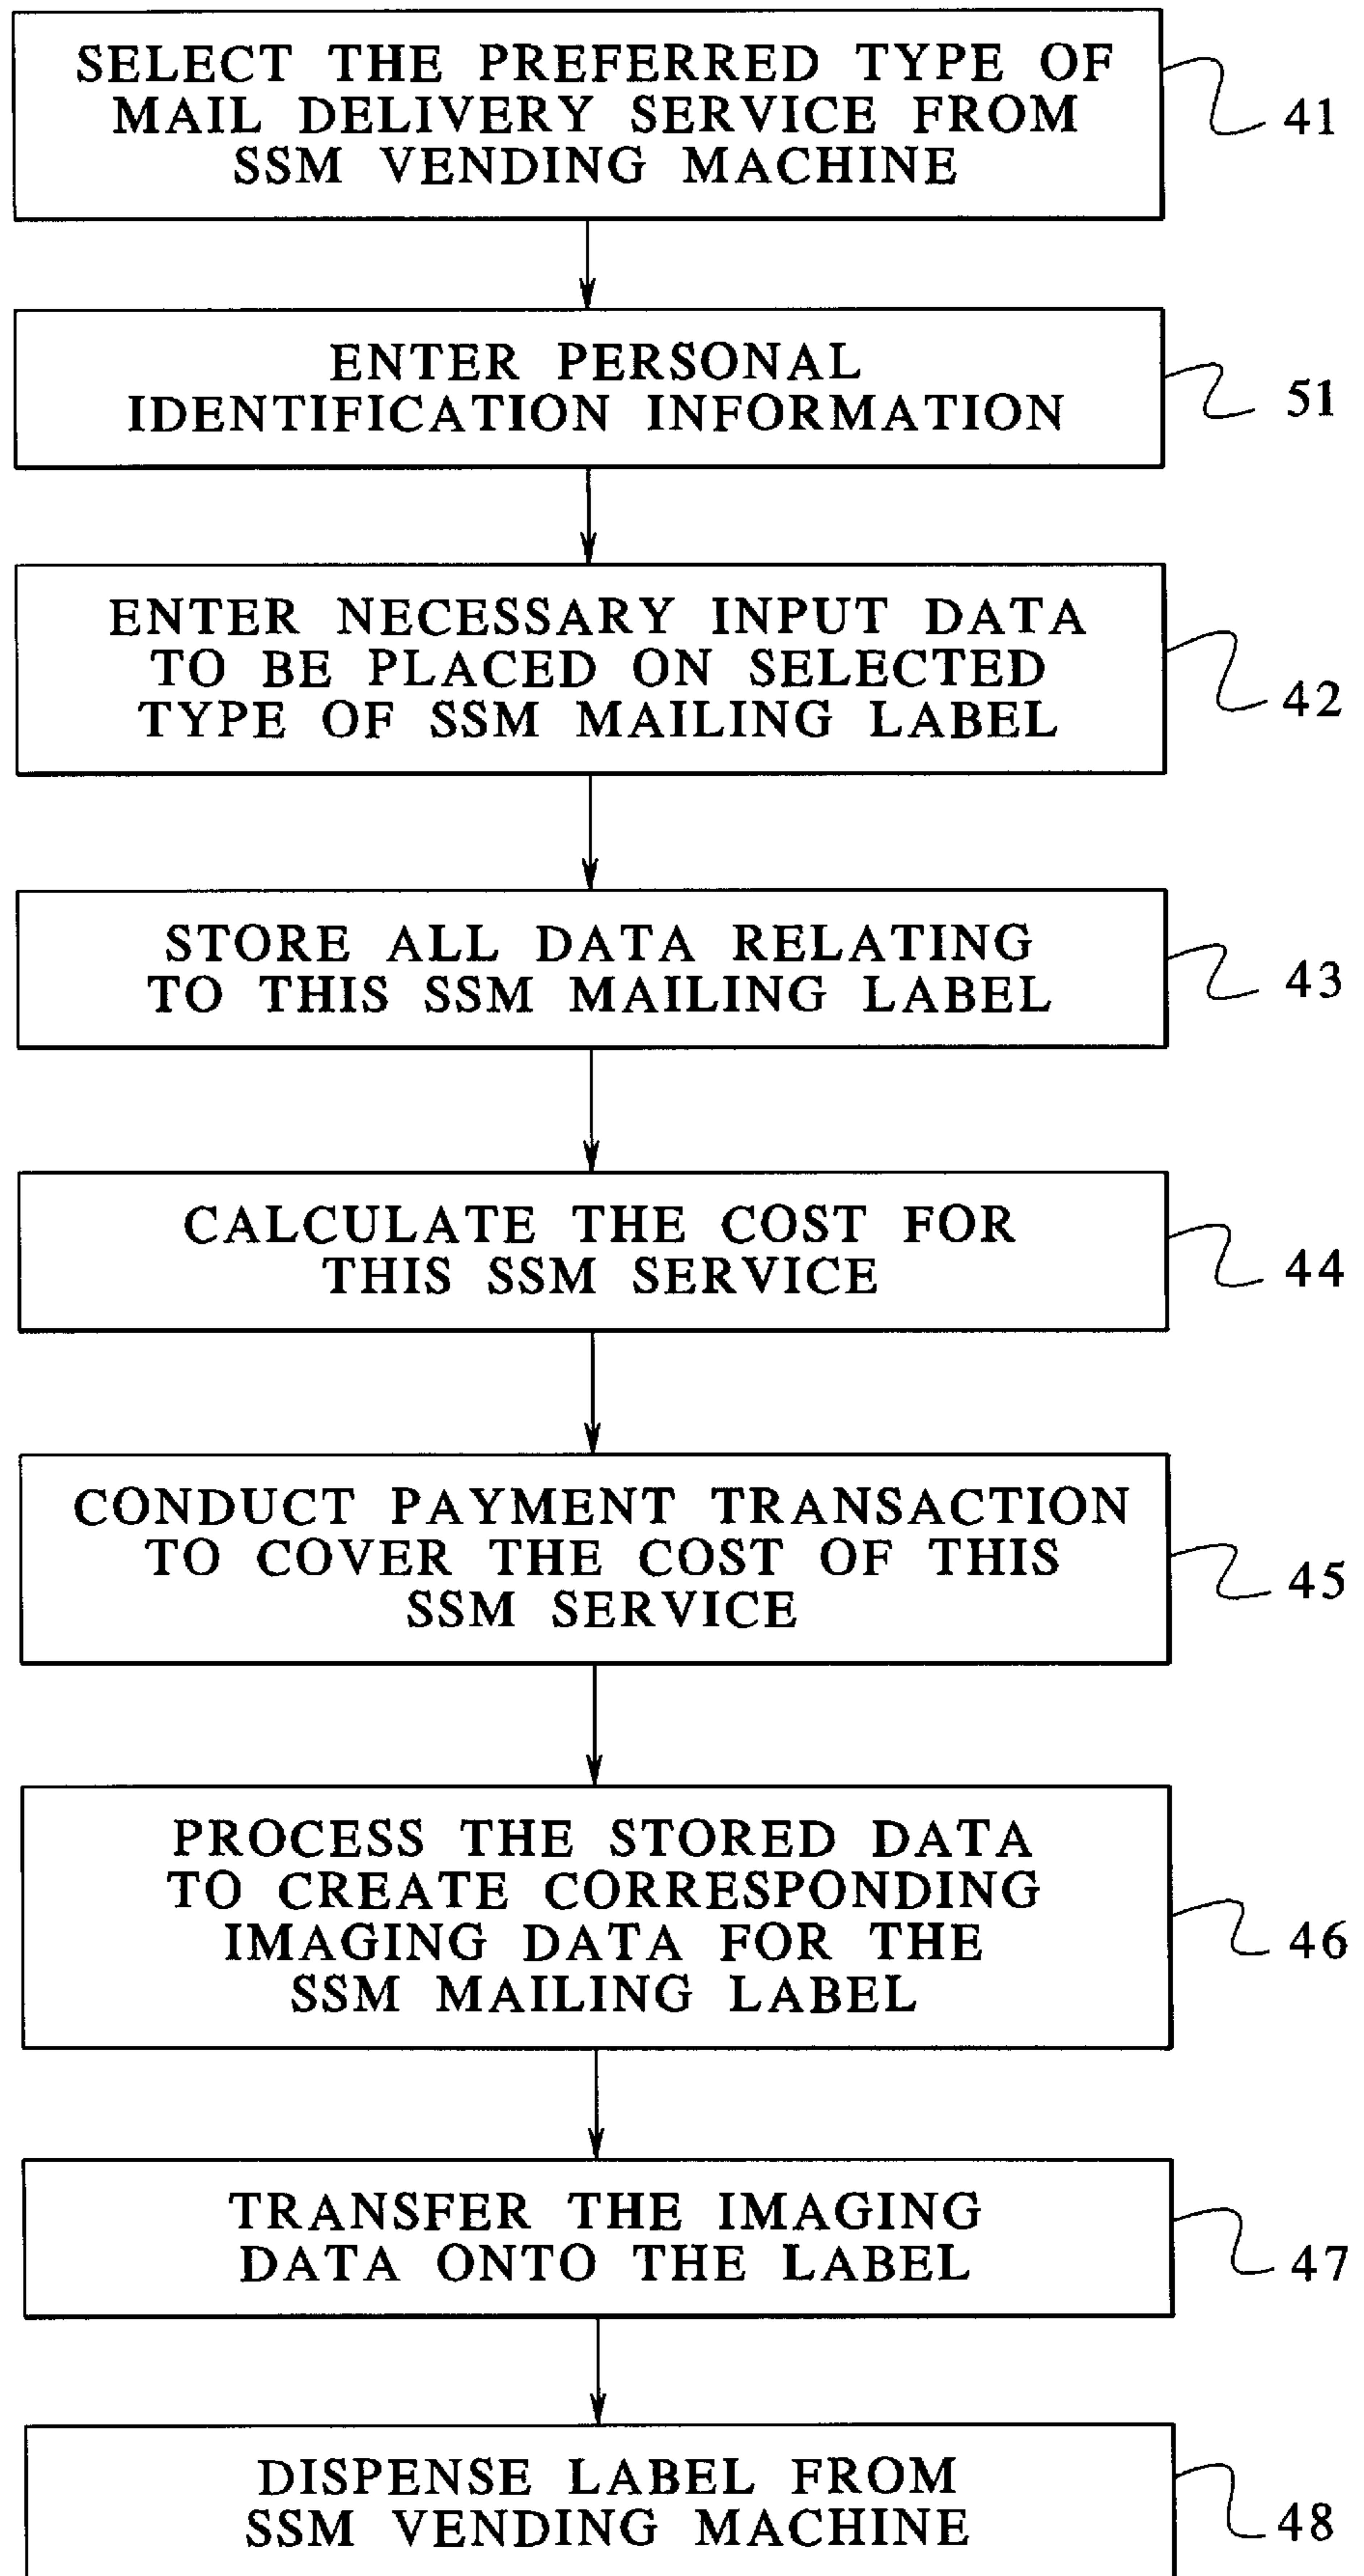 SELECT THE PREFERRED TYPE OF
MAIL DELIVERY SERVICE FROM
SSM VENDING MACHINE
41
ENTER PERSONAL
IDENTIFICATION INFORMATION
51
ENTER NECESSARY INPUT DATA
TO BE PLACED ON SELECTED
TYPE OF SSM MAILING LABEL
42
STORE ALL DATA RELATING
TO THIS SSM MAILING LABEL
43
CALCULATE THE COST FOR
THIS SSM SERVICE
44
CONDUCT PAYMENT TRANSACTION
TO COVER THE COST OF THIS
SSM SERVICE
45
PROCESS THE STORED DATA
TO CREATE CORRESPONDING
IMAGING DATA FOR THE
SSM MAILING LABEL
46
TRANSFER THE IMAGING
DATA ONTO THE LABEL
47
DISPENSE LABEL FROM
SSM VENDING MACHINE
48